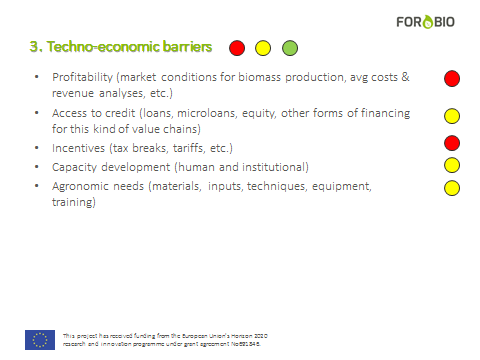 FORBIO
3. Techno-economic barriers
• Profitability (market conditions for biomass production, avg costs &
revenue analyses, etc.)
• Access to credit (loans, microloans, equity, other forms of financing
for this kind of value chains)
• Incentives (tax breaks, tariffs, etc.)
• Capacity development (human and institutional)
• Agronomic needs (materials, inputs, techniques, equipment,
training)
This project has received funding from the European Union's Horizon 2020
research and innovation programme under grant agreement No691846.